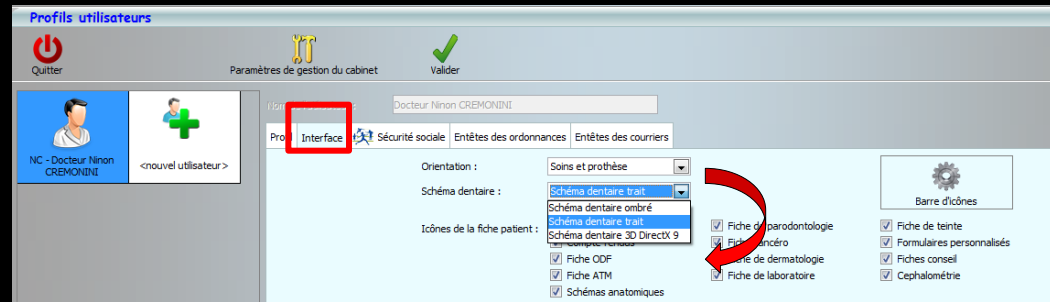 Profils utilisateurs
Quitter
Paramètres de gestion du cabinet
Valider
Docteur Ninon CREMONINI
Interface
Sécurité sociale
Entêtes des ordonnances
Entêtes des courriers
NC - Docteur Ninon
CREMONINI
<nouvel utilisateur>
Orientation :
Soins et prothèse
Schéma dentaire :
Schéma dentaire trait
Schéma dentaire ombré
Schéma dentaire trait
Schéma dentaire 3D DirectX 9
Barre d'icônes
Icônes de la fiche patient :
Compte rendus
Fiche ODF
Fiche ATM
Schémas anatomiques
Fiche de parodontologie
Fiche de dermatologie
Fiche de laboratoire
Fiche de teinte
Formulaires personnalisés
Fiches conseil
Cephalométrie